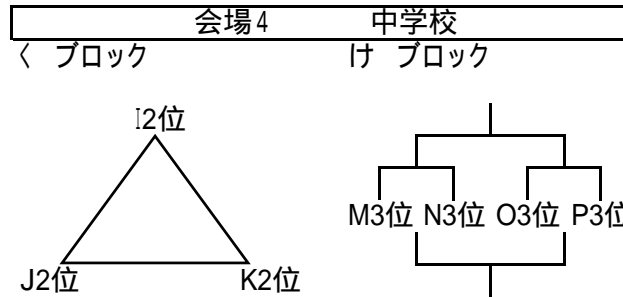 会場4 中学校
く ブロック け ブロック
I2位
M3位 N3位 O3位 P3位
J2位 K2位